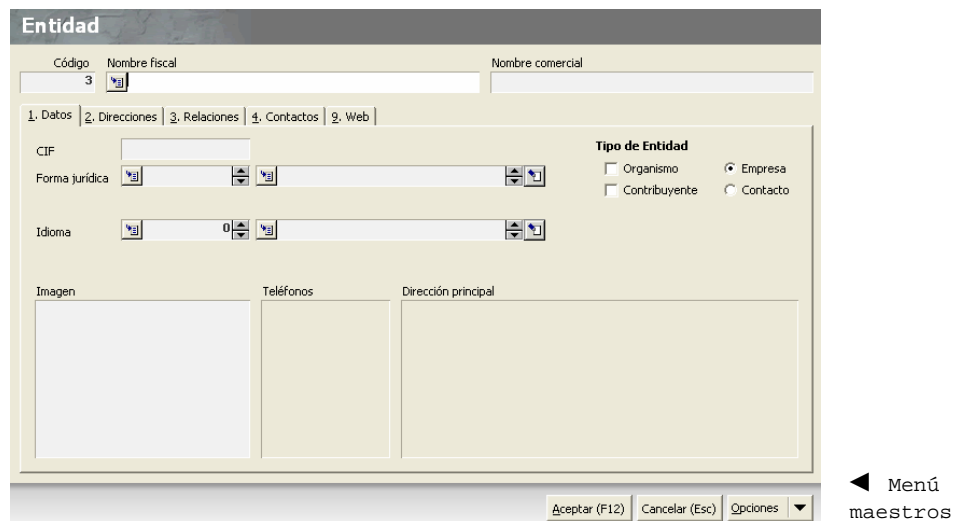 Entidad
Código Nombre fiscal Nombre comercial
3
1. Datos 2. Direcciones 3. Relaciones 4. Contactos 9. Web
CIF Tipo de Entidad
Organismo Empresa
Forma jurídica
Contribuyente Contacto
Idioma 0
Imagen Teléfonos Dirección principal
Aceptar (F12) Cancelar (Esc) Opciones
◄ Menú
maestros